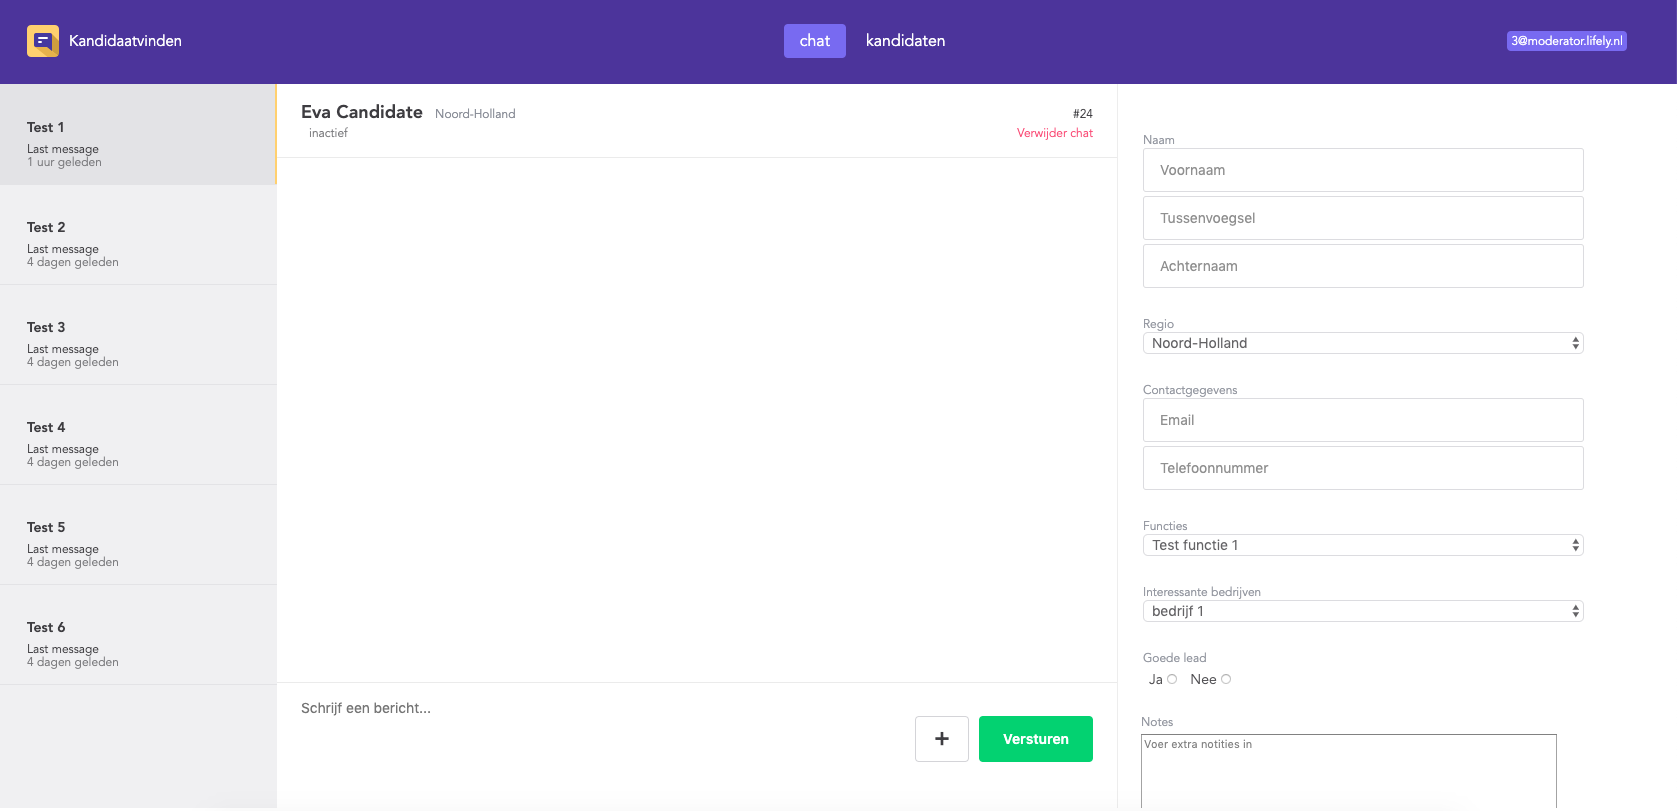 Kandidaatvinden
chat
kandidaten
3@moderator.lifely.nl
Test 1
Last message
1 uur geleden
Test 2
Last message
4 dagen geleden
Test 3
Last message
4 dagen geleden
Test 4
Last message
4 dagen geleden
Test 5
Last message
4 dagen geleden
Test 6
Last message
4 dagen geleden
Eva Candidate Noord-Holland
#24
inactief
Verwijder chat
Schrijf een bericht...
+
Versturen
Naam
Voornaam
Tussenvoegsel
Achternaam
Regio
Noord-Holland
Contactgegevens
Email
Telefoonnummer
Functies
Test functie 1
Interessante bedrijven
bedrijf 1
Goede lead
Ja Nee
Notes
Voer extra notities in